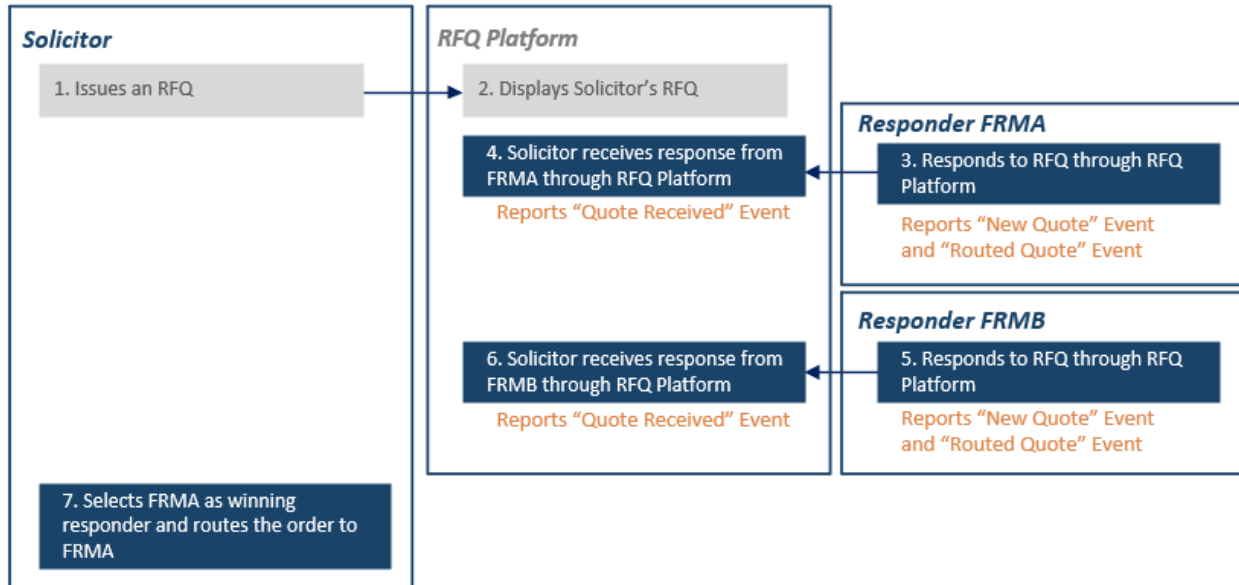 Solicitor
1. Issues an RFQ
RFQ Platform
2. Displays Solicitor's RFQ
4. Solicitor receives response from
FRMA through RFQ Platform
Reports “Quote Received” Event
Responder FRMA
3. Responds to RFQ through RFQ
Platform
Reports “New Quote” Event
and “Routed Quote” Event
6. Solicitor receives response from
FRMB through RFQ Platform
Reports “Quote Received” Event
Responder FRMB
5. Responds to RFQ through RFQ
Platform
Reports “New Quote” Event
and “Routed Quote” Event
7. Selects FRMA as winning
responder and routes the order to
FRMA